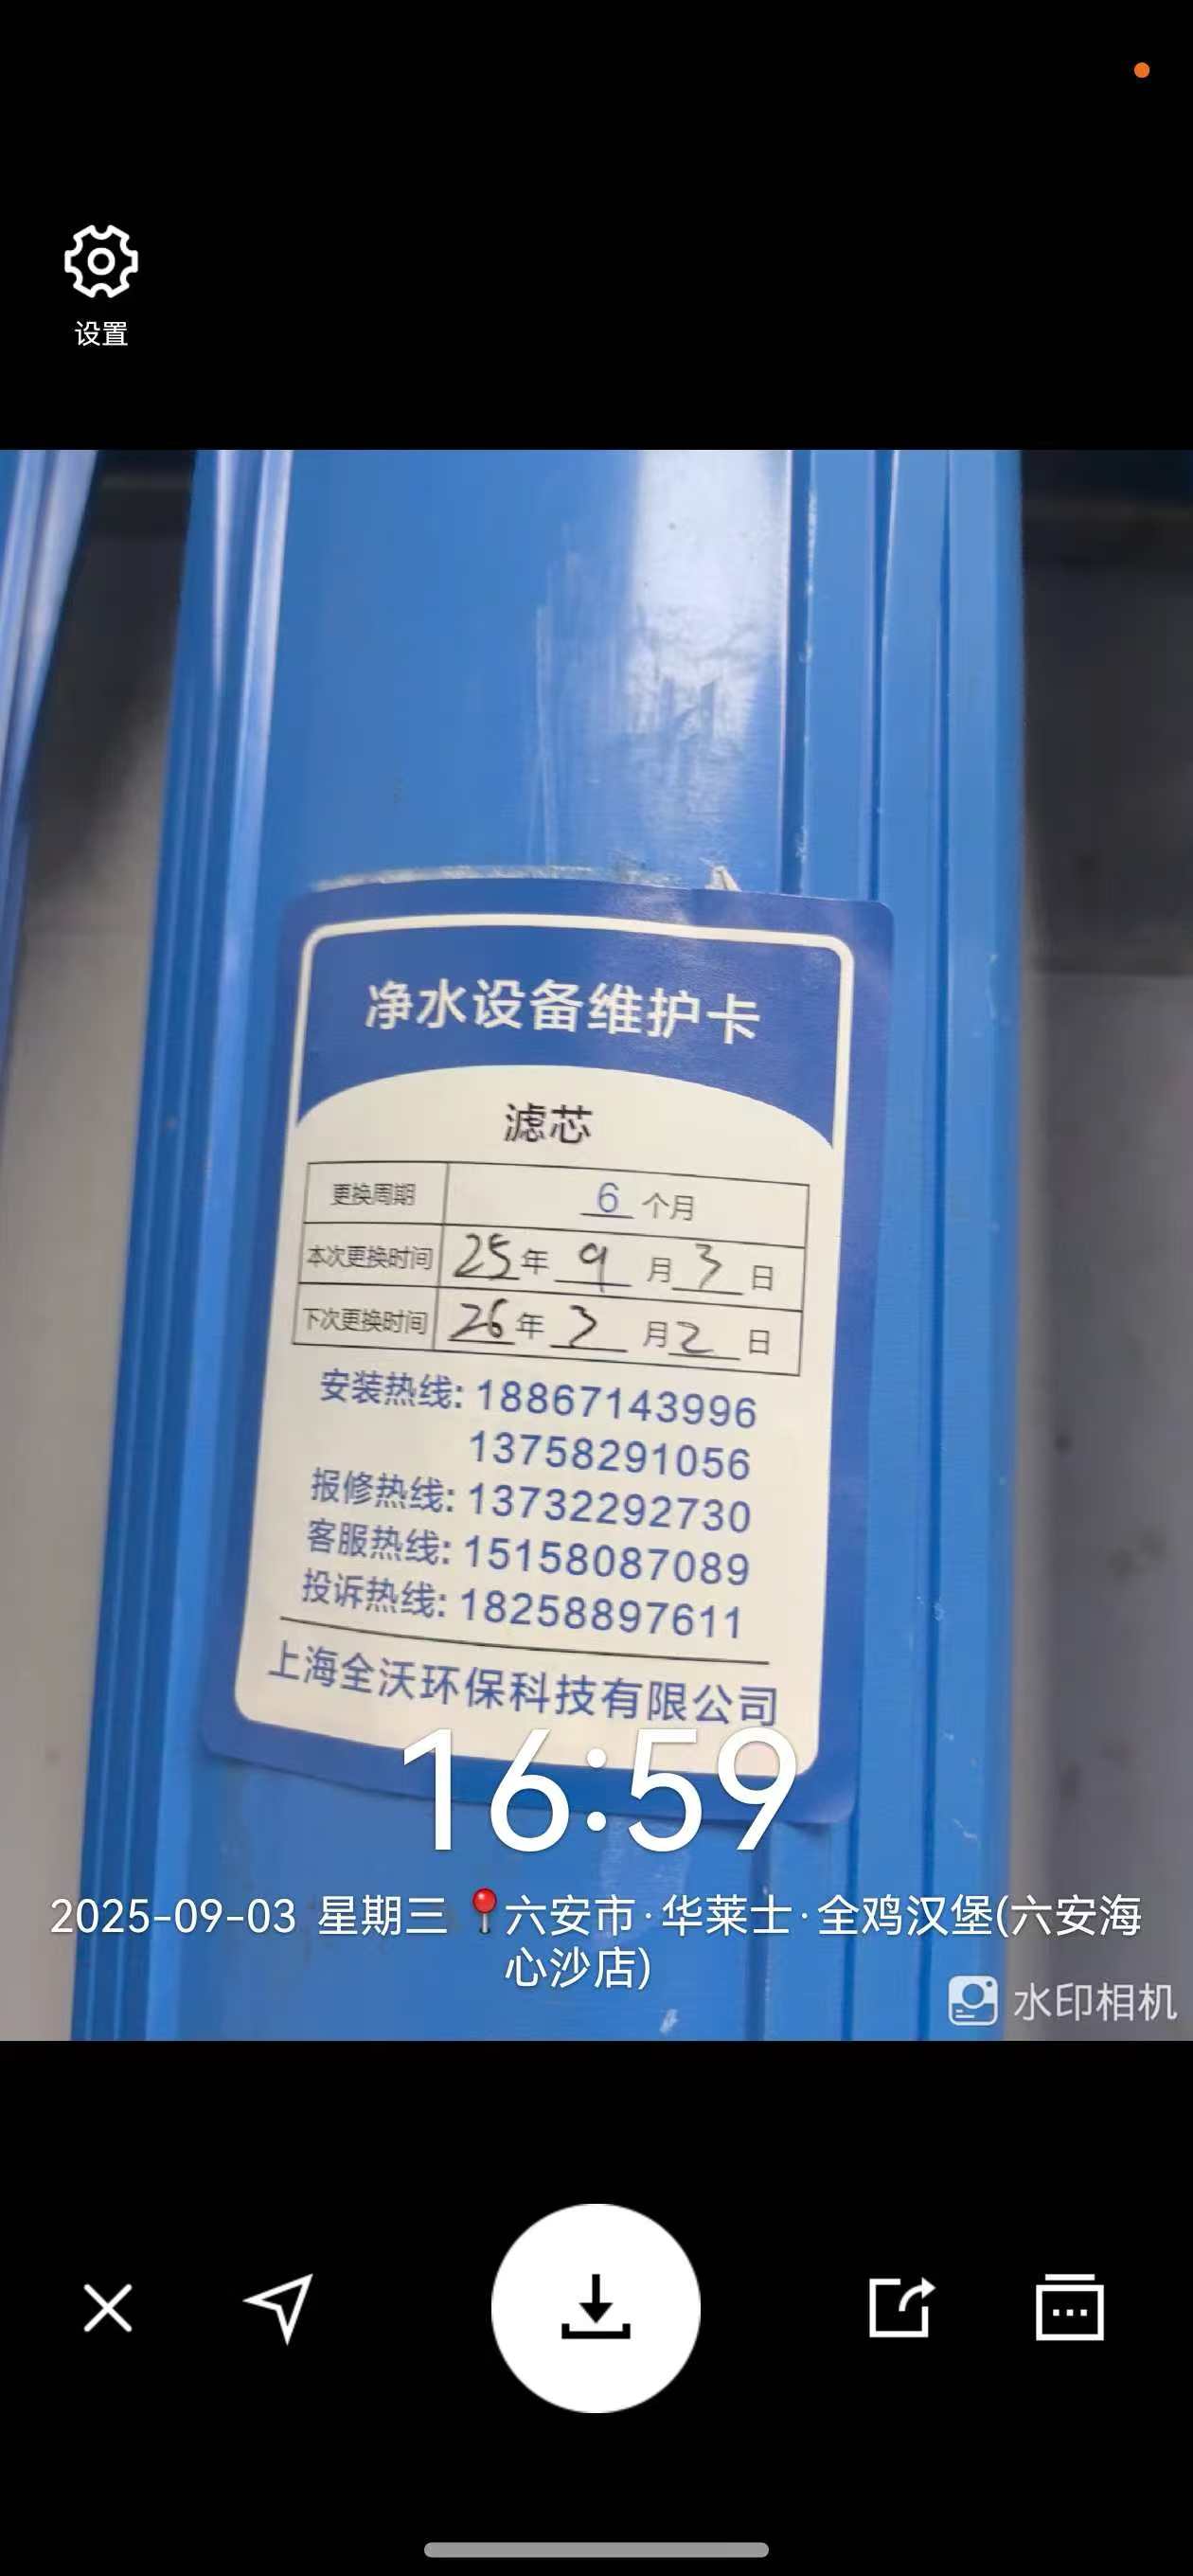 设置
净水设备维护卡
滤芯
更换周期 6 个月
本次更换时间 25年 9 月 3 日
下次更换时间 26年 3 月 2 日
安装热线: 18867143996
13758291056
报修热线: 13732292730
客服热线: 15158087089
投诉热线: 18258897611
上海全沃环保科技有限公司
16:59
2025-09-03 星期三 六安市·华莱士·全鸡汉堡(六安海
心沙店)
水印相机